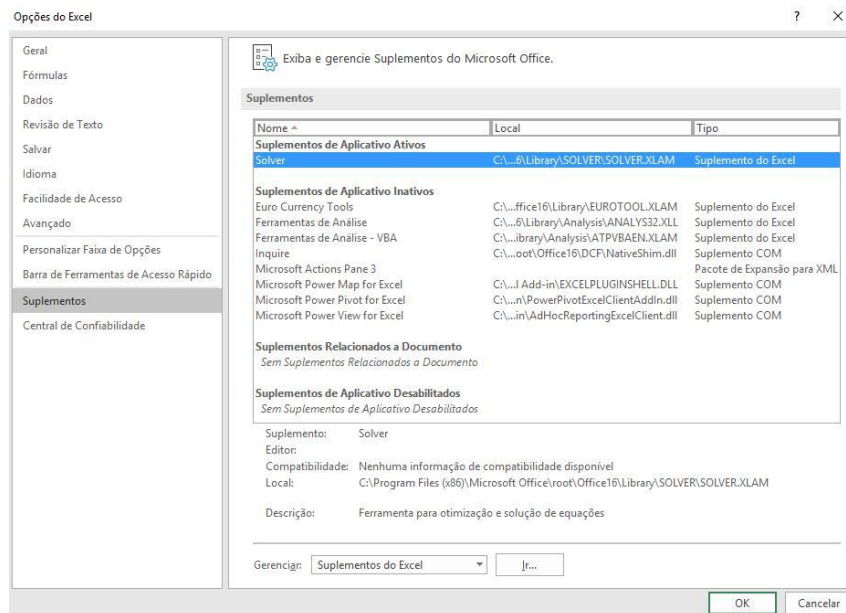 Opções do Excel
? ×
Geral
Fórmulas
Dados
Revisão de Texto
Salvar
Idioma
Facilidade de Acesso
Avançado
Personalizar Faixa de Opções
Barra de Ferramentas de Acesso Rápido
Suplementos
Central de Confiabilidade
Exiba e gerencie Suplementos do Microsoft Office.
Suplementos
Nome Local Tipo
Suplementos de Aplicativo Ativos
Solver C:\...6\Library\SOLVER\SOLVER.XLAM Suplemento do Excel
Suplementos de Aplicativo Inativos
Euro Currency Tools C:\...ffice16\Library\EUROTOOL.XLAM Suplemento do Excel
Ferramentas de Análise C:\...6\Library\Analysis\ANALYS32.XLL Suplemento do Excel
Ferramentas de Análise - VBA C:\...ibrary\Analysis\ATPVBAEN.XLAM Suplemento do Excel
Inquire C:\...oot\Office16\DCF\NativeShim.dll Suplemento COM
Microsoft Actions Pane 3 Pacote de Expansão para XML
Microsoft Power Map for Excel C:\...l Add-in\EXCELPLUGINSHELL.DLL Suplemento COM
Microsoft Power Pivot for Excel C:\...n\PowerPivotExcelClientAddIn.dll Suplemento COM
Microsoft Power View for Excel C:\...in\AdHocReportingExcelClient.dll Suplemento COM
Suplementos Relacionados a Documento
Sem Suplementos Relacionados a Documento
Suplementos de Aplicativo Desabilitados
Sem Suplementos de Aplicativo Desabilitados
Suplemento: Solver
Editor:
Compatibilidade: Nenhuma informação de compatibilidade disponível
Local: C:\Program Files (x86)\Microsoft Office\root\Office16\Library\SOLVER\SOLVER.XLAM
Descrição: Ferramenta para otimização e solução de equações
Gerenciar: Suplementos do Excel Ir...
OK Cancelar